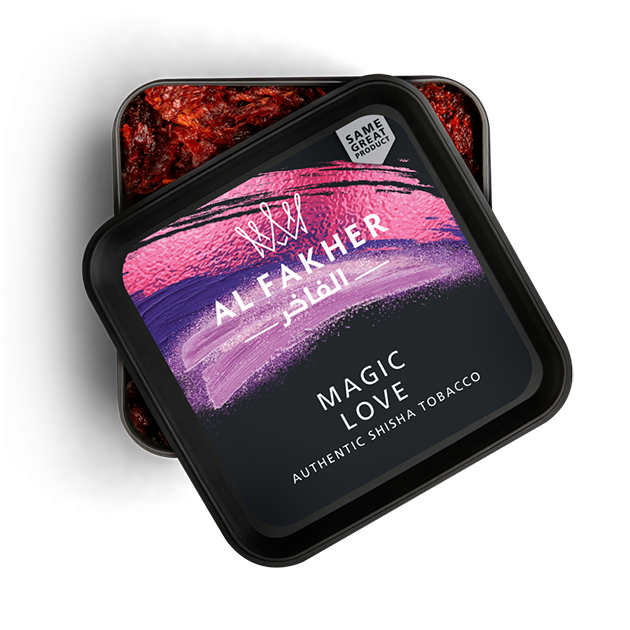 SAME
GREAT
PRODUCT
AL FAKHER
الفاخر
MAGIC
LOVE
AUTHENTIC SHISHA TOBACCO